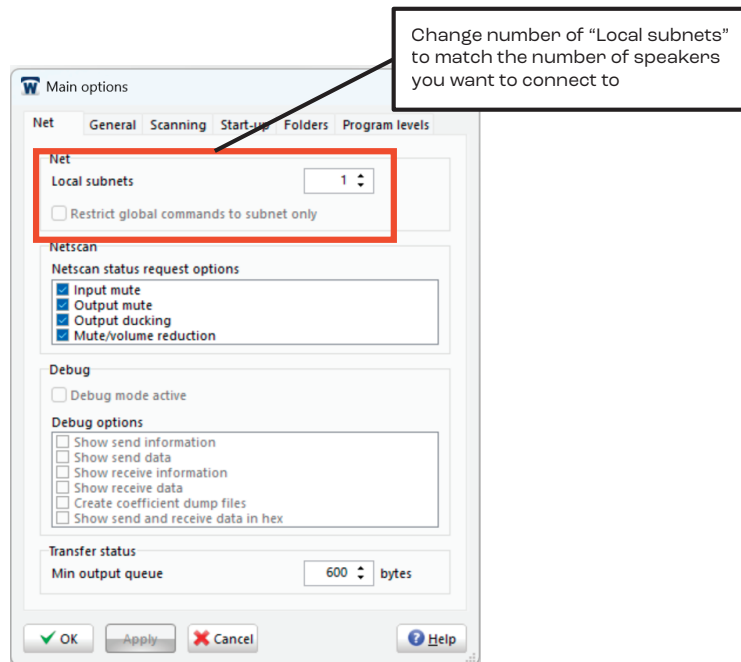 Change number of “Local subnets”
to match the number of speakers
you want to connect to
W Main options
Net General Scanning Start-up Folders Program levels
Net
Local subnets 1
Restrict global commands to subnet only
Netscan
Netscan status request options
Input mute
Output mute
Output ducking
Mute/volume reduction
Debug
Debug mode active
Debug options
Show send information
Show send data
Show receive information
Show receive data
Create coefficient dump files
Show send and receive data in hex
Transfer status
Min output queue 600 bytes
OK Apply Cancel Help